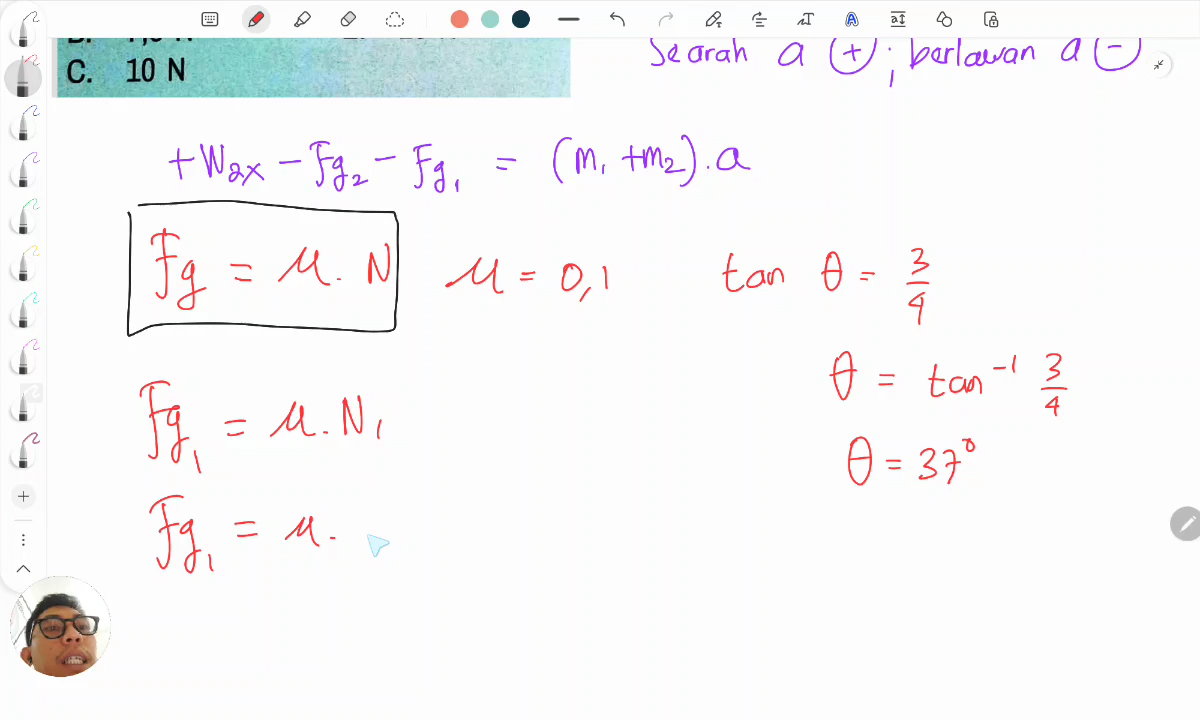 C. 10 N
Searah a (+) ; berlawan a (-)
+W2x - Fg2 - Fg1 = (m1 + m2) . a
Fg = μ . N
μ = 0,1
tan θ = 3/4
θ = tan⁻¹ 3/4
θ = 37°
Fg1 = μ . N1
Fg1 = μ .